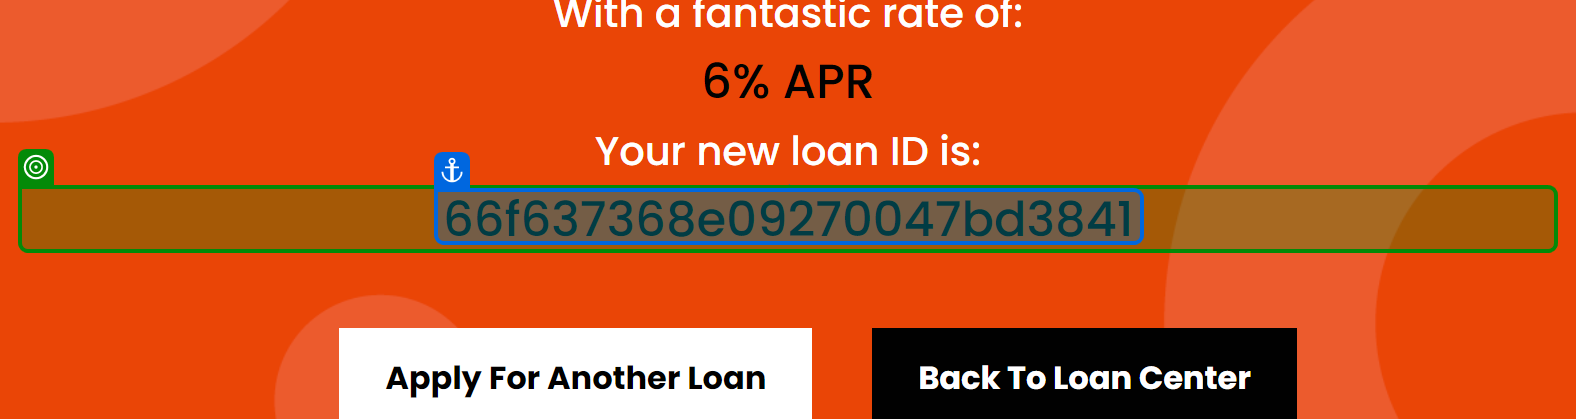 With a fantastic rate of:
6% APR
Your new loan ID is:
66f637368e09270047bd3841
Apply For Another Loan
Back To Loan Center